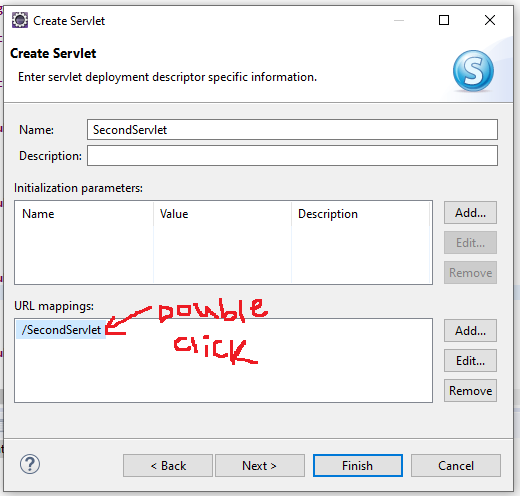 Create Servlet
Create Servlet
Enter servlet deployment descriptor specific information.
S
Name: SecondServlet
Description:
Initialization parameters:
Name Value Description
Add...
Edit...
Remove
URL mappings:
/SecondServlet
Double
click
Add...
Edit...
Remove
?
< Back Next > Finish Cancel